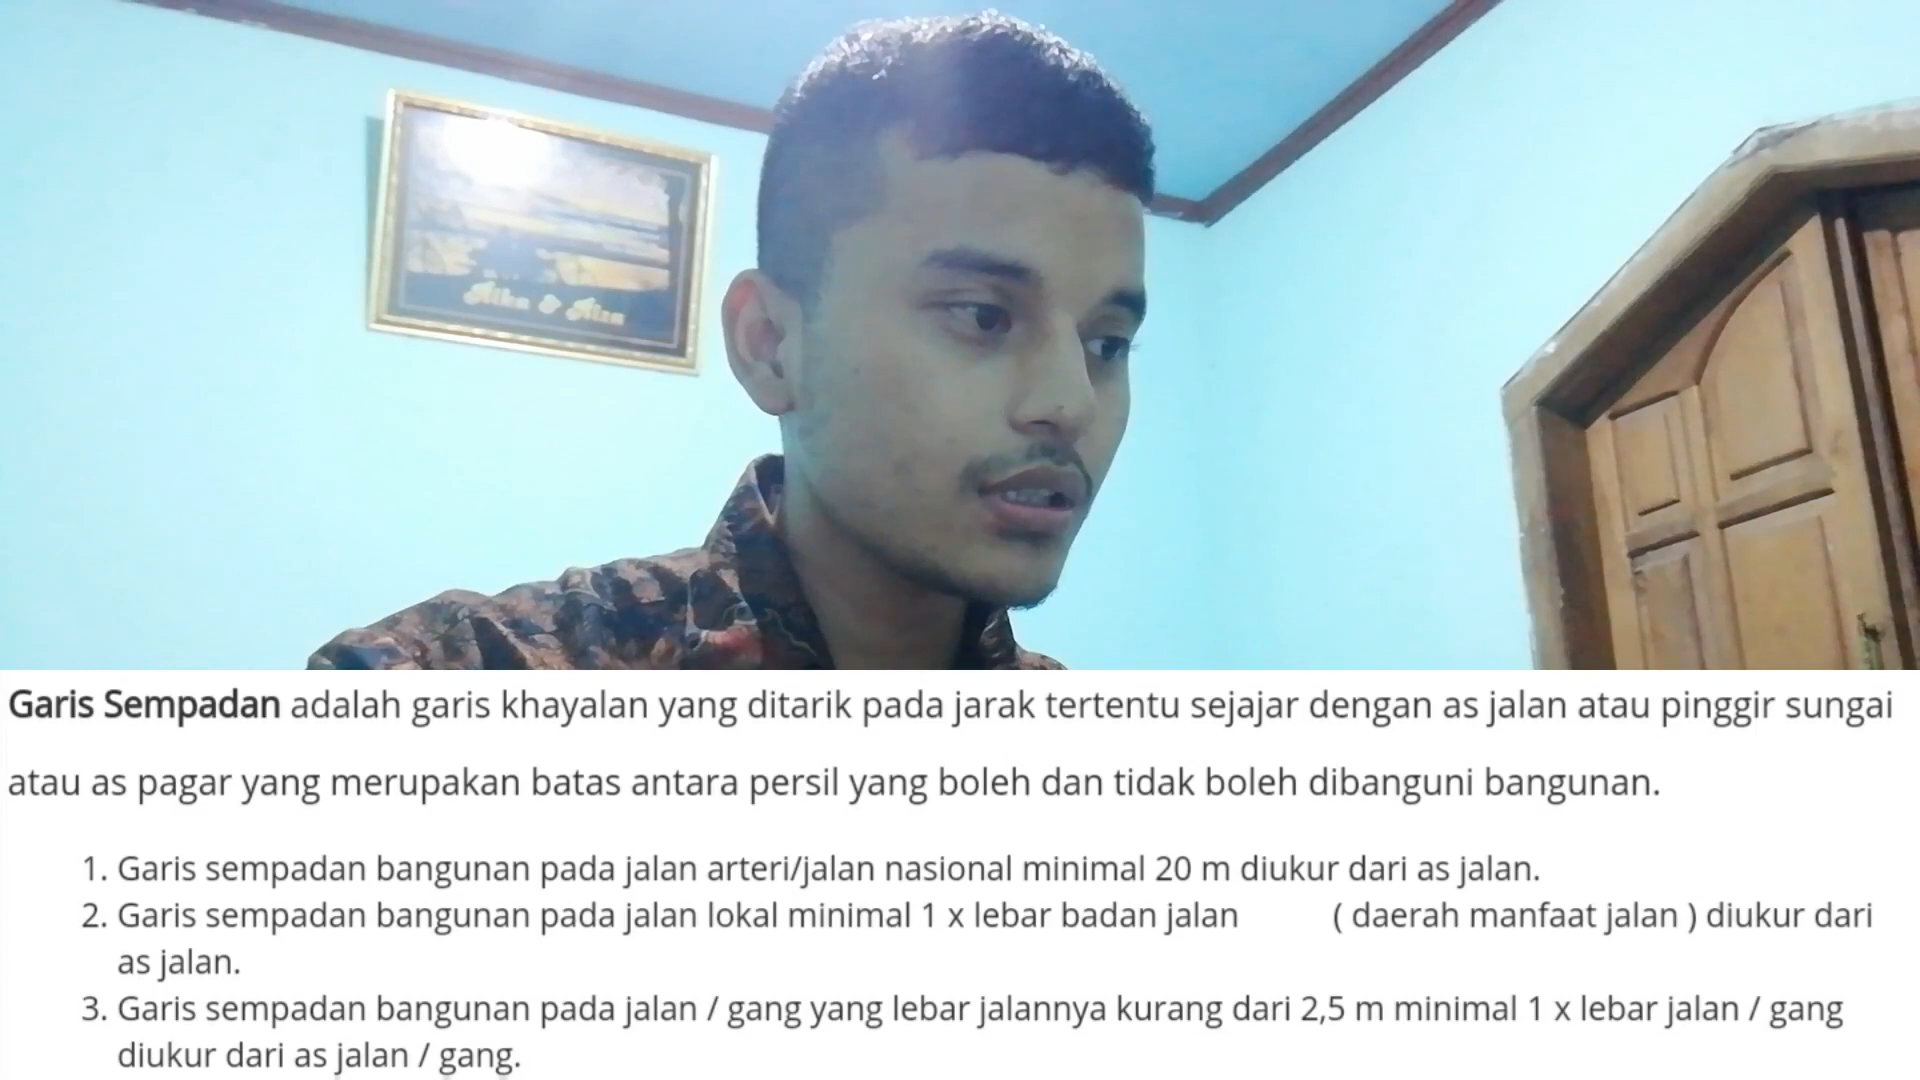 Garis Sempadan adalah garis khayalan yang ditarik pada jarak tertentu sejajar dengan as jalan atau pinggir sungai
atau as pagar yang merupakan batas antara persil yang boleh dan tidak boleh dibanguni bangunan.
1. Garis sempadan bangunan pada jalan arteri/jalan nasional minimal 20 m diukur dari as jalan.
2. Garis sempadan bangunan pada jalan lokal minimal 1 x lebar badan jalan ( daerah manfaat jalan ) diukur dari
as jalan.
3. Garis sempadan bangunan pada jalan / gang yang lebar jalannya kurang dari 2,5 m minimal 1 x lebar jalan / gang
diukur dari as jalan / gang.